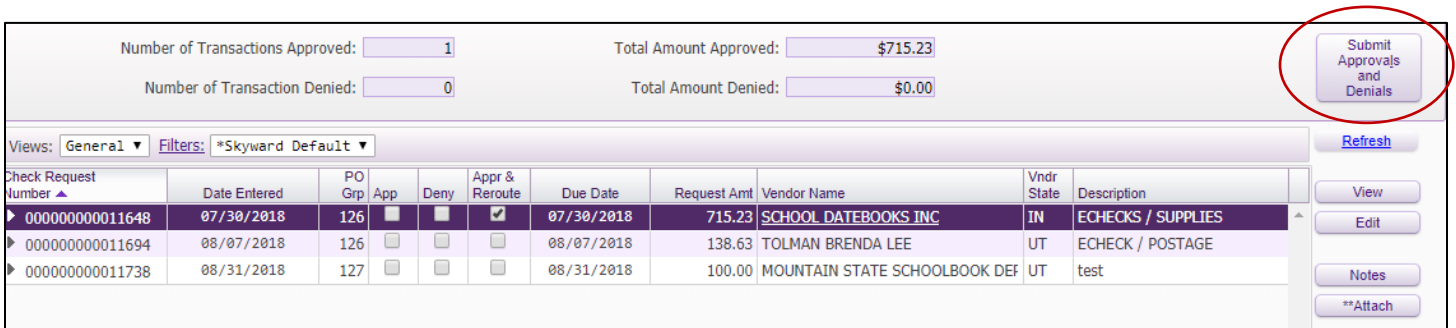 Number of Transactions Approved: 1 Total Amount Approved: $715.23
Number of Transaction Denied: 0 Total Amount Denied: $0.00
Submit
Approvals
and
Denials
Views: General ▼ Filters: *Skyward Default ▼
Refresh
Check Request Number ▲ Date Entered PO Grp App Deny Appr & Reroute Due Date Request Amt Vendor Name Vndr State Description
000000000011648 07/30/2018 126 07/30/2018 715.23 SCHOOL DATEBOOKS INC IN ECHECKS / SUPPLIES
000000000011694 08/07/2018 126 08/07/2018 138.63 TOLMAN BRENDA LEE UT ECHECK / POSTAGE
000000000011738 08/31/2018 127 08/31/2018 100.00 MOUNTAIN STATE SCHOOLBOOK DEF UT test
View
Edit
Notes
**Attach